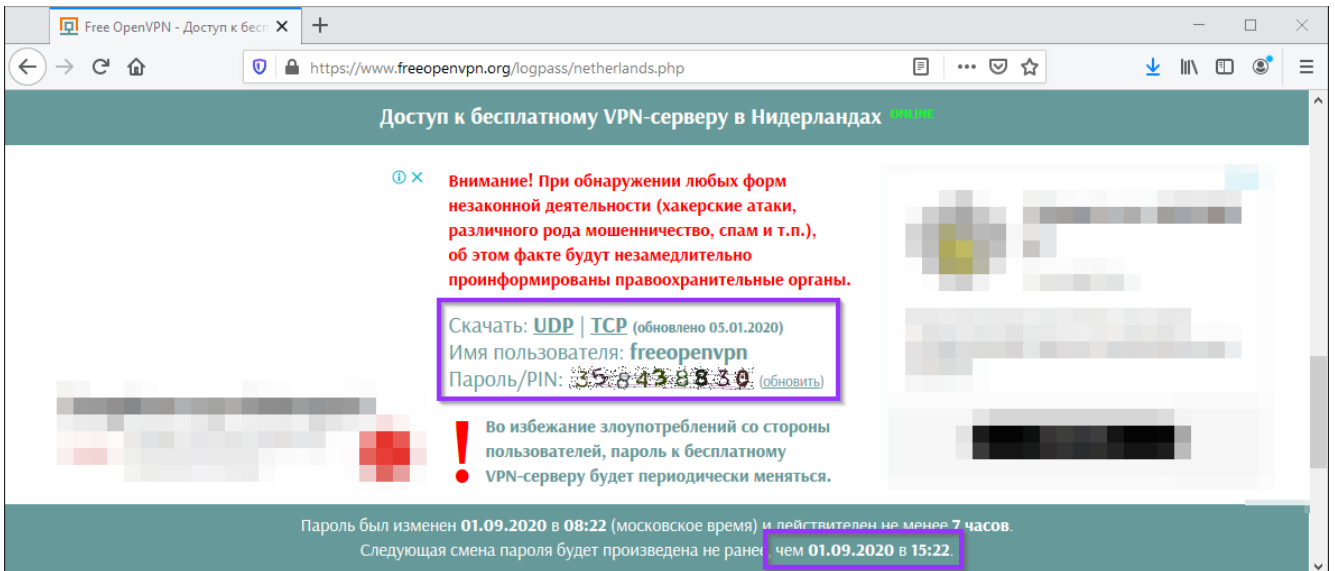 Free OpenVPN - Доступ к бесп
https://www.freeopenvpn.org/logpass/netherlands.php
Доступ к бесплатному VPN-серверу в Нидерландах ONLINE
Внимание! При обнаружении любых форм
незаконной деятельности (хакерские атаки,
различного рода мошенничество, спам и т.п.),
об этом факте будут незамедлительно
проинформированы правоохранительные органы.
Скачать: UDP | TCP (обновлено 05.01.2020)
Имя пользователя: freeopenvpn
Пароль/PIN: 358438830 (обновить)
! Во избежание злоупотреблений со стороны
пользователей, пароль к бесплатному
VPN-серверу будет периодически меняться.
Пароль был изменен 01.09.2020 в 08:22 (московское время) и действителен не менее 7 часов.
Следующая смена пароля будет произведена не ранее, чем 01.09.2020 в 15:22.